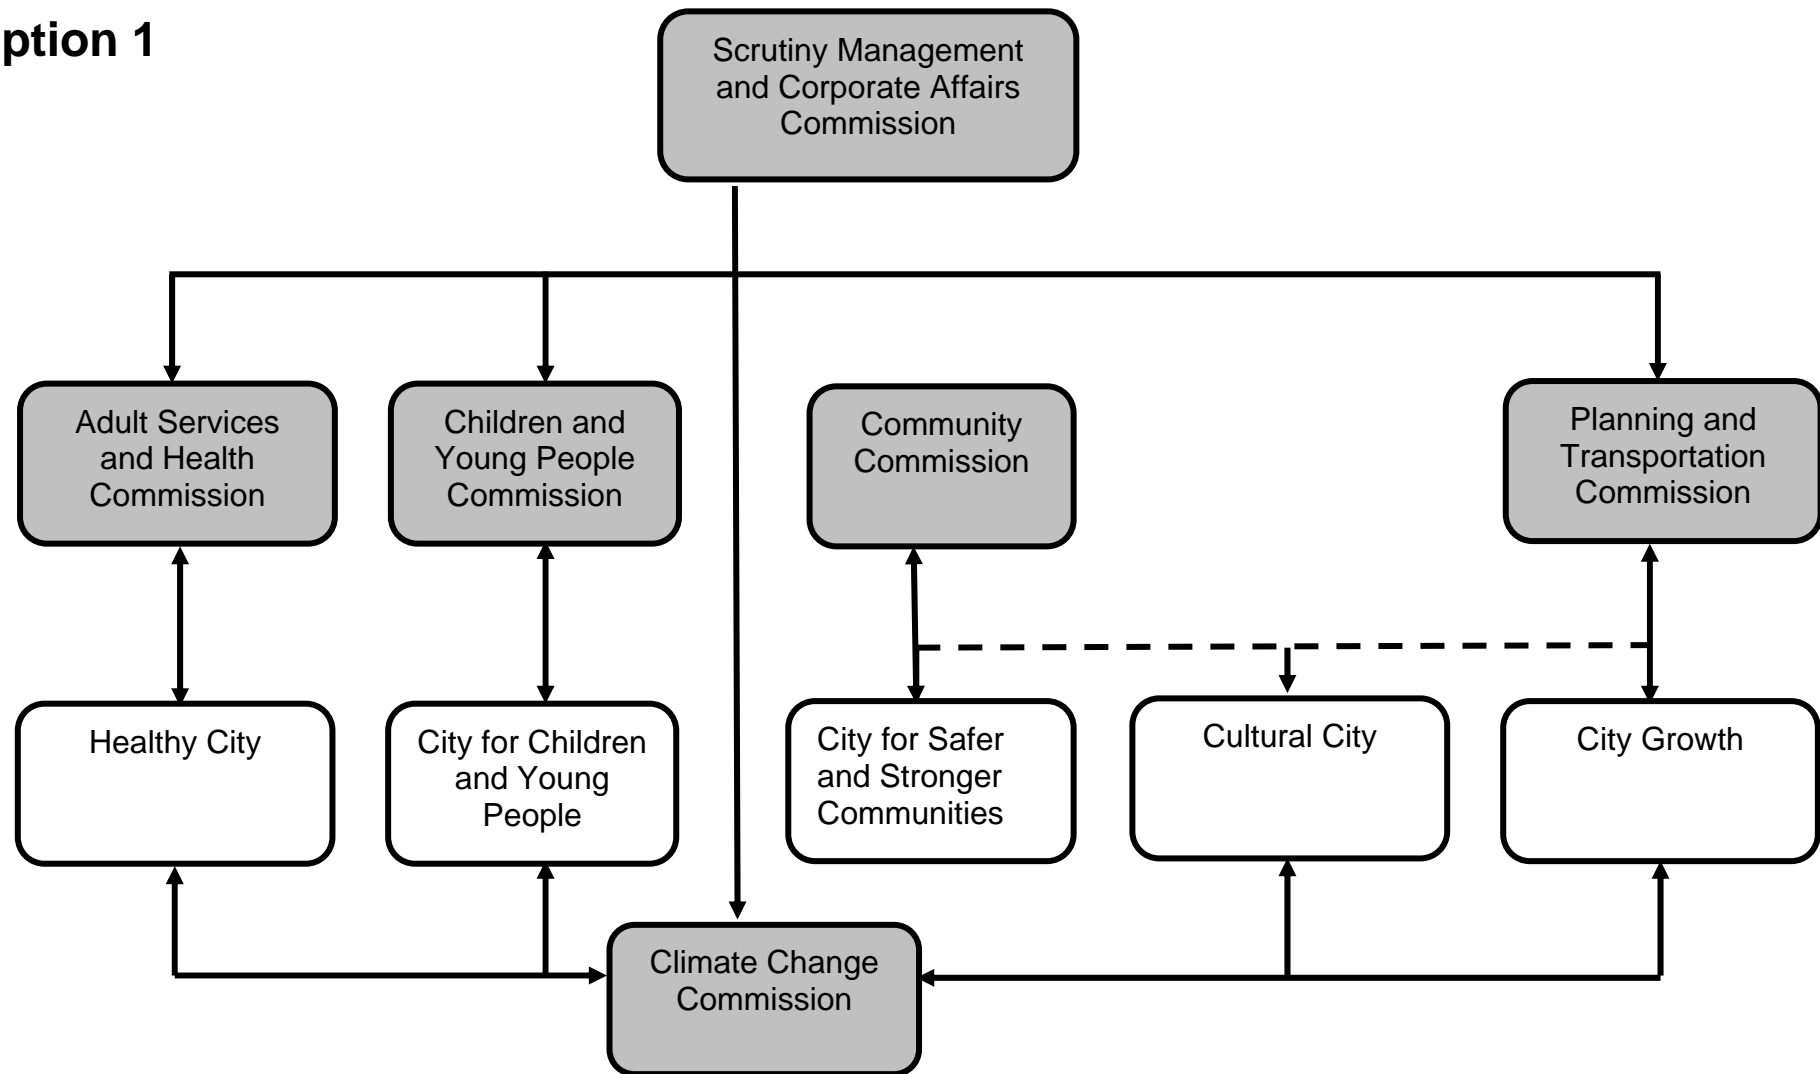 ption 1
Scrutiny Management
and Corporate Affairs
Commission
Adult Services
and Health
Commission
Children and
Young People
Commission
Community
Commission
Planning and
Transportation
Commission
Healthy City
City for Children
and Young
People
City for Safer
and Stronger
Communities
Cultural City
City Growth
Climate Change
Commission